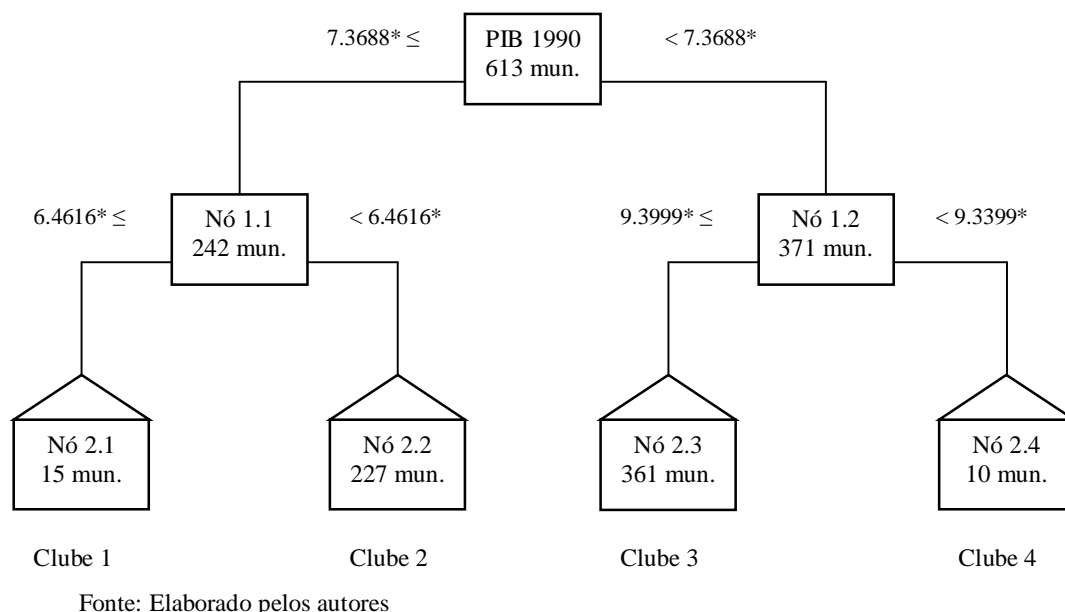 7.3688* ≤
PIB 1990
613 mun.
< 7.3688*
6.4616* ≤
Nó 1.1
242 mun.
< 6.4616*
9.3999* ≤
Nó 1.2
371 mun.
< 9.3399*
Nó 2.1
15 mun.
Nó 2.2
227 mun.
Nó 2.3
361 mun.
Nó 2.4
10 mun.
Clube 1
Clube 2
Clube 3
Clube 4
Fonte: Elaborado pelos autores